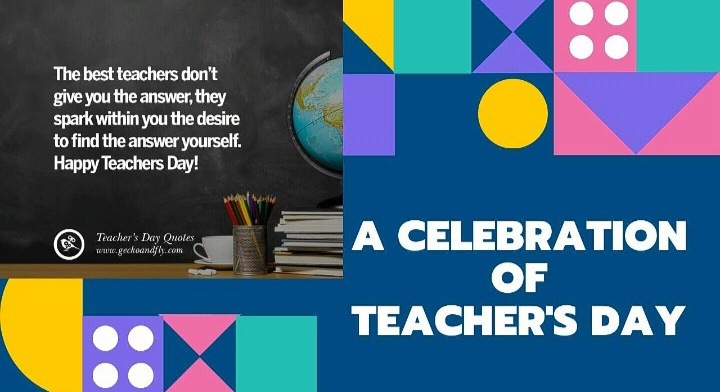 The best teachers don't
give you the answer, they
spark within you the desire
to find the answer yourself.
Happy Teachers Day!
Teacher's Day Quotes
www.geckoandfly.com
A CELEBRATION
OF
TEACHER'S DAY